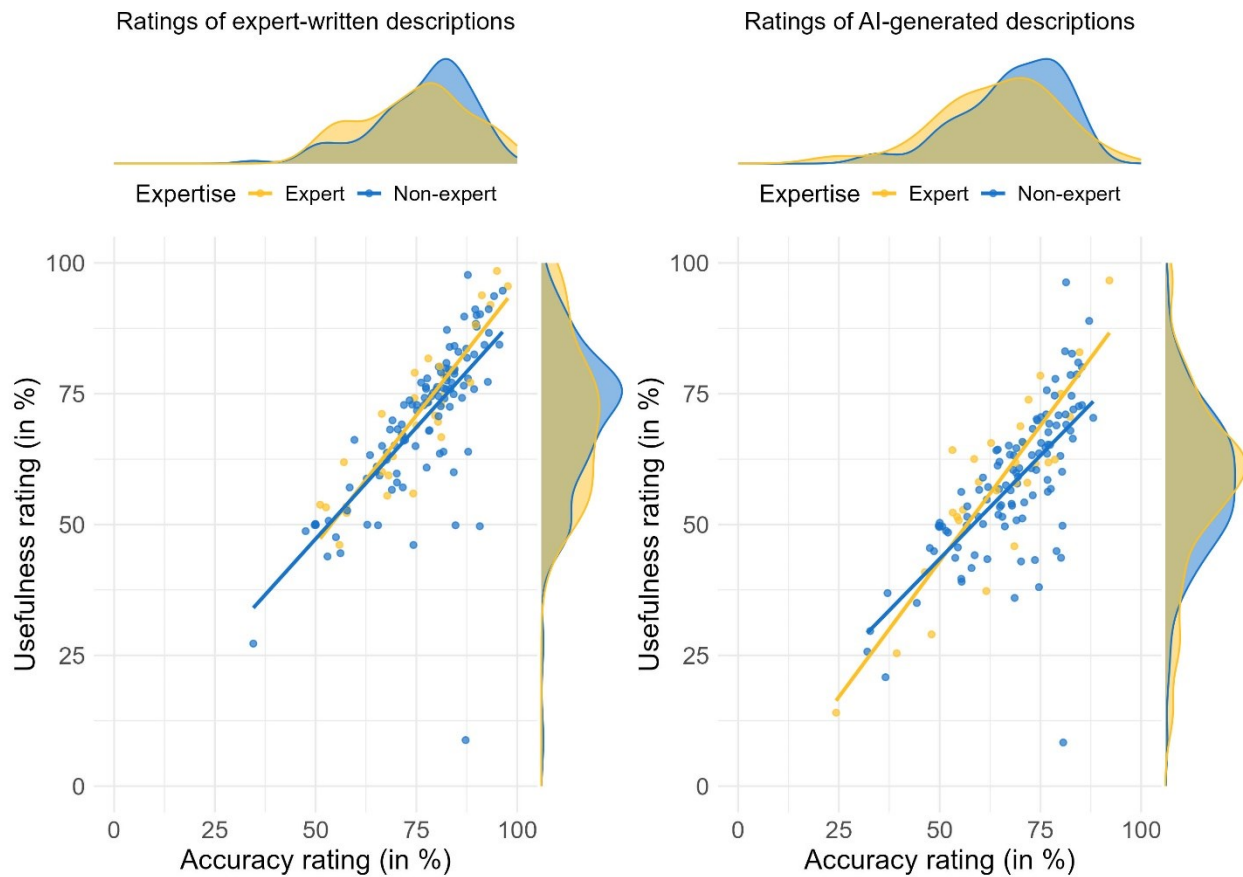 Ratings of expert-written descriptions
Expertise Expert Non-expert
100
75
50
25
0
Usefulness rating (in %)
0 25 50 75 100
Accuracy rating (in %)
Ratings of AI-generated descriptions
Expertise Expert Non-expert
100
75
50
25
0
Usefulness rating (in %)
0 25 50 75 100
Accuracy rating (in %)